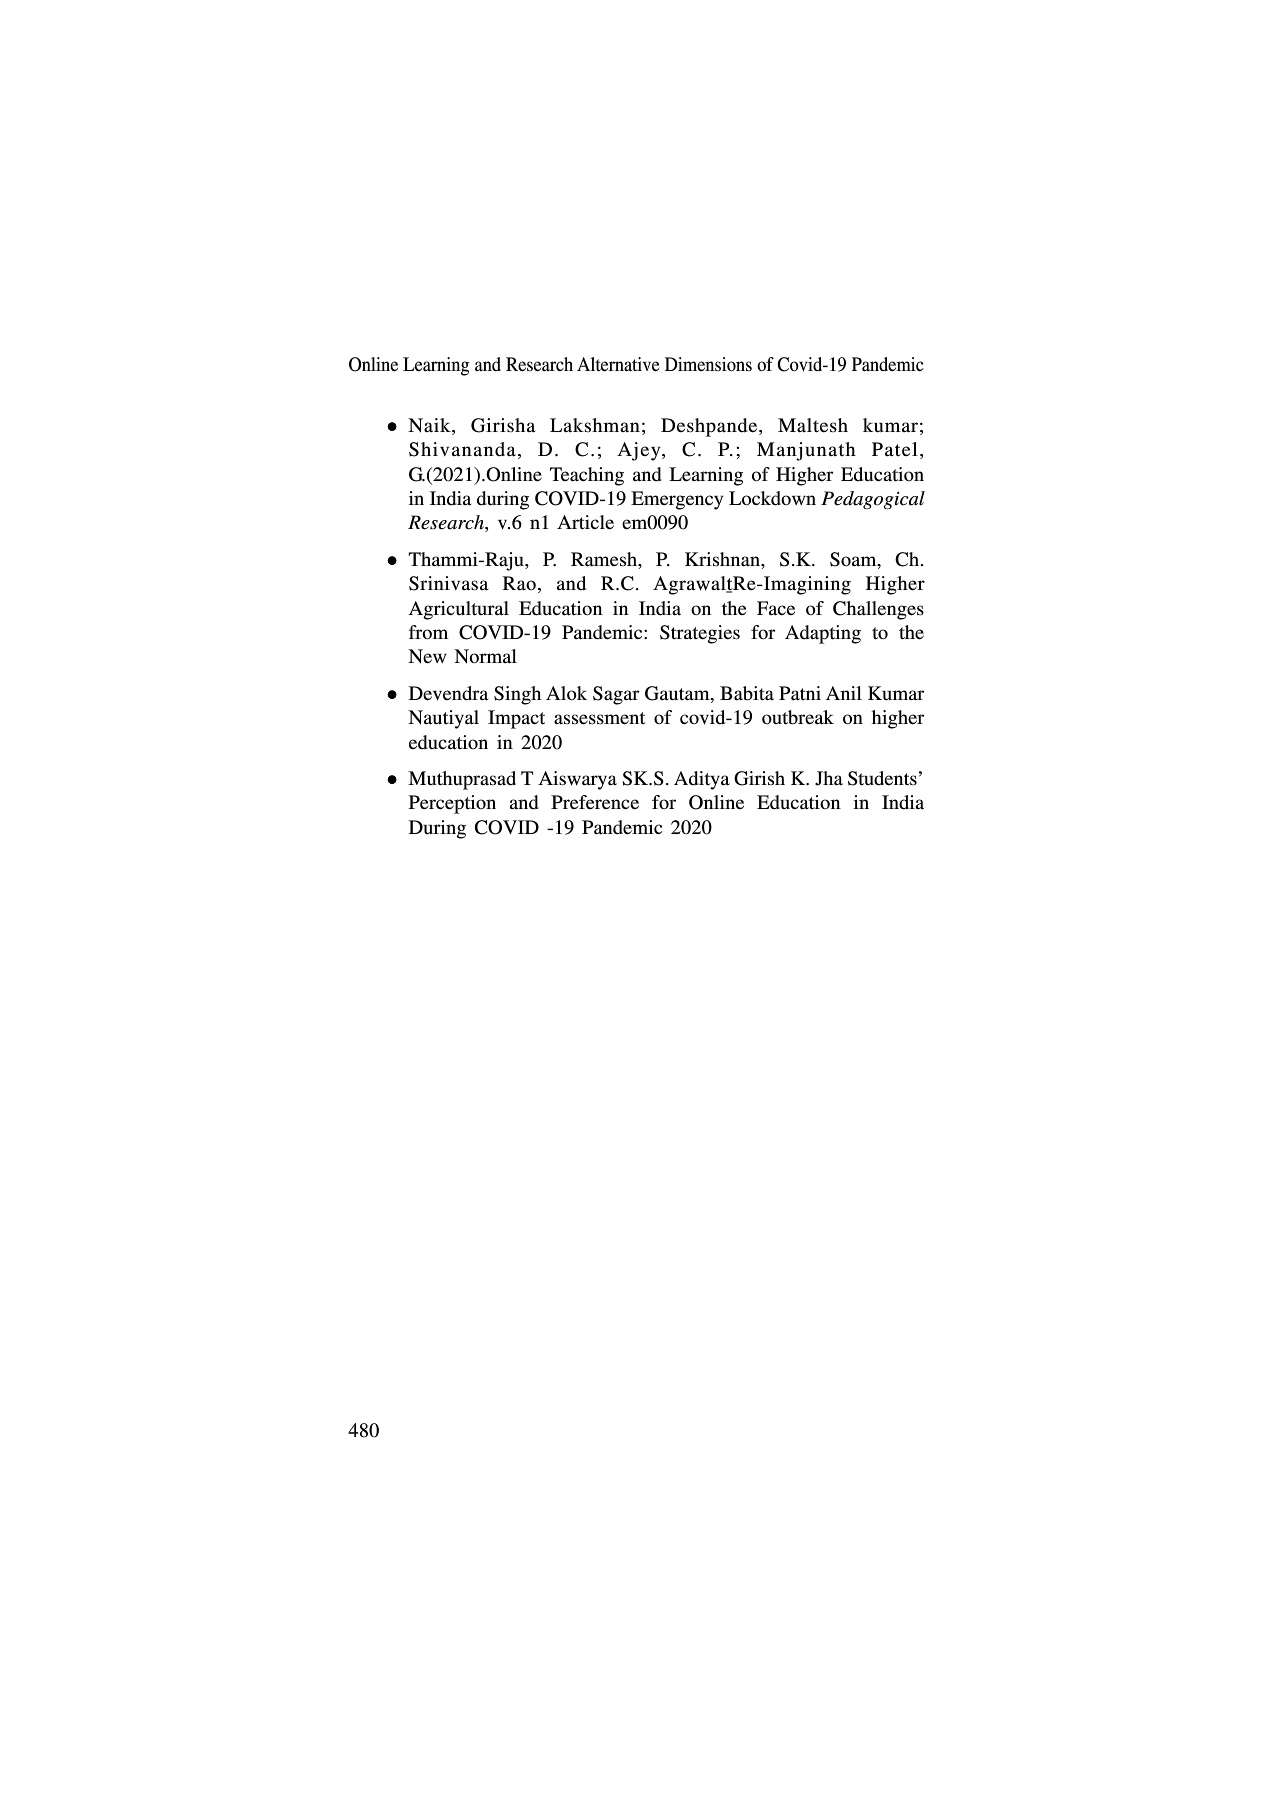 Online Learning and Research Alternative Dimensions of Covid-19 Pandemic
● Naik, Girisha Lakshman; Deshpande, Maltesh kumar;
Shivananda, D. C.; Ajey, C. P.; Manjunath Patel,
G.(2021).Online Teaching and Learning of Higher Education
in India during COVID-19 Emergency Lockdown Pedagogical
Research, v.6 n1 Article em0090
● Thammi-Raju, P. Ramesh, P. Krishnan, S.K. Soam, Ch.
Srinivasa Rao, and R.C. AgrawaltRe-Imagining Higher
Agricultural Education in India on the Face of Challenges
from COVID-19 Pandemic: Strategies for Adapting to the
New Normal
● Devendra Singh Alok Sagar Gautam, Babita Patni Anil Kumar
Nautiyal Impact assessment of covid-19 outbreak on higher
education in 2020
● Muthuprasad T Aiswarya SK.S. Aditya Girish K. Jha Students’
Perception and Preference for Online Education in India
During COVID -19 Pandemic 2020
480